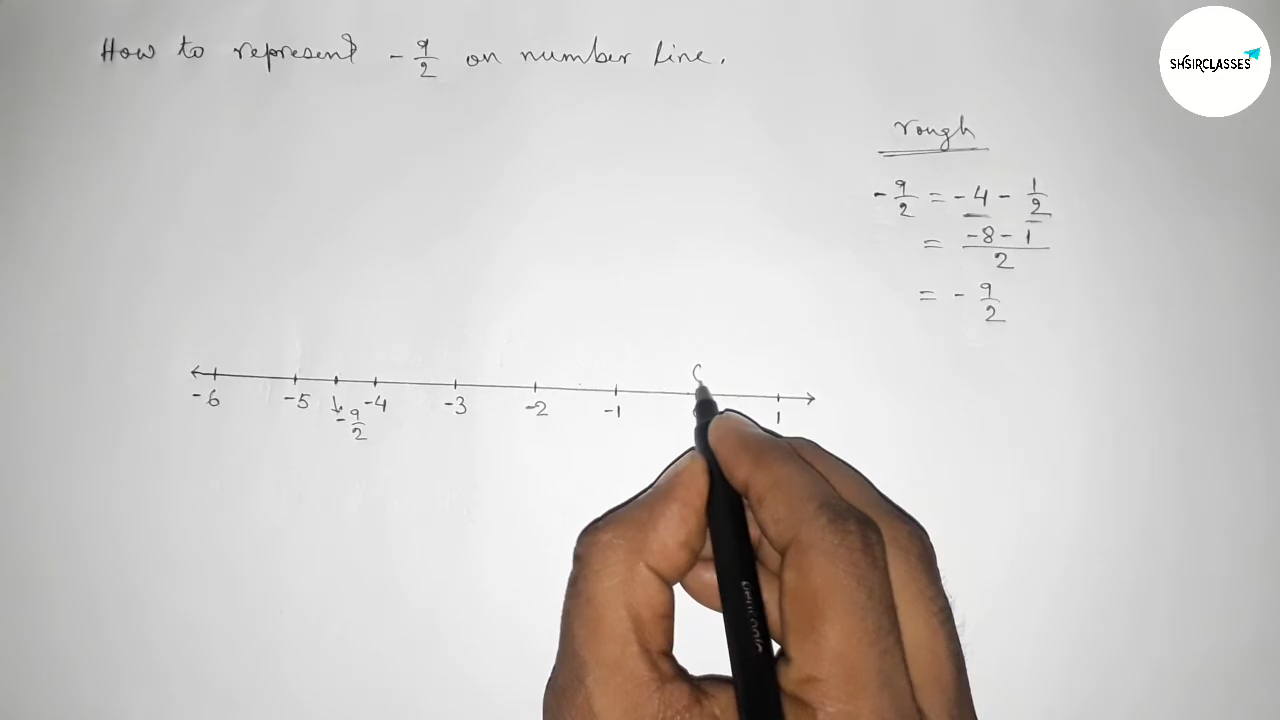 How to represent -9/2 on number line.
SHSIRCLASSES
rough
-9/2 = -4 - 1/2
= -8-1/2
= -9/2
-6 -5 -4 -3 -2 -1 1
-9/2